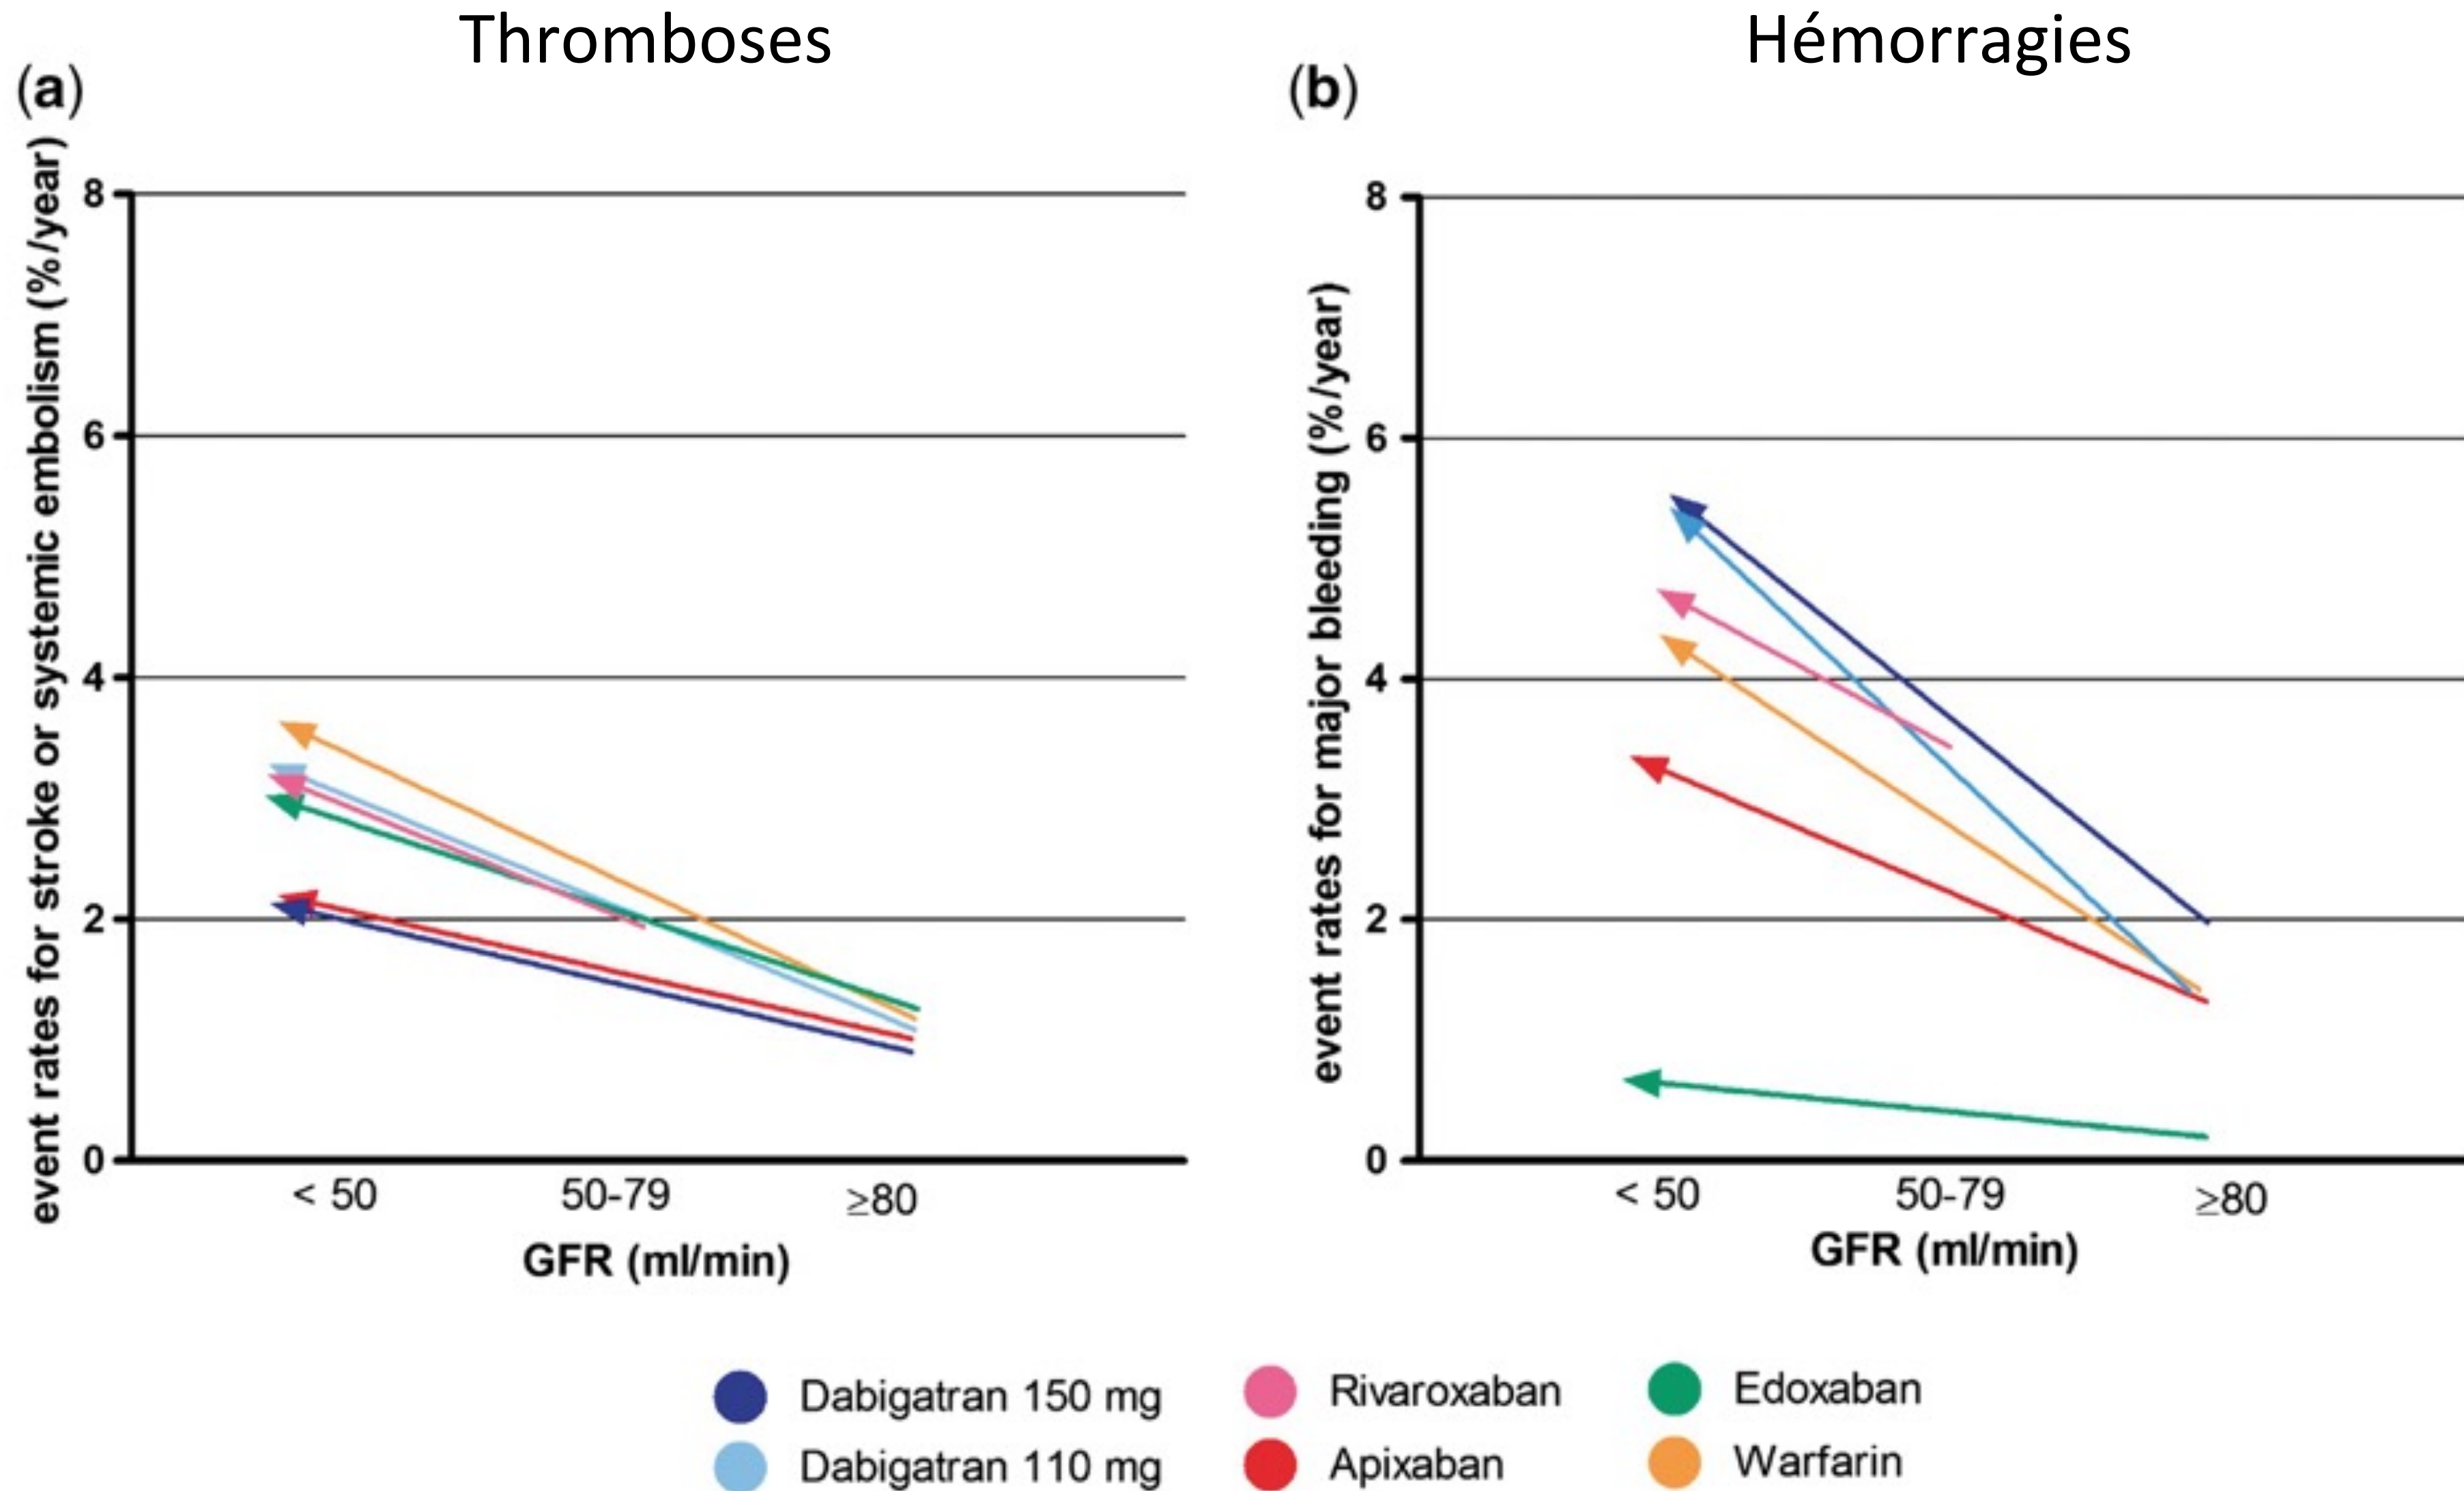 Thromboses
(a)
event rates for stroke or systemic embolism (%/year)
8
6
4
2
0
< 50
50-79
≥80
GFR (ml/min)
Hémorragies
(b)
event rates for major bleeding (%/year)
8
6
4
2
0
< 50
50-79
≥80
GFR (ml/min)
Dabigatran 150 mg
Rivaroxaban
Edoxaban
Dabigatran 110 mg
Apixaban
Warfarin